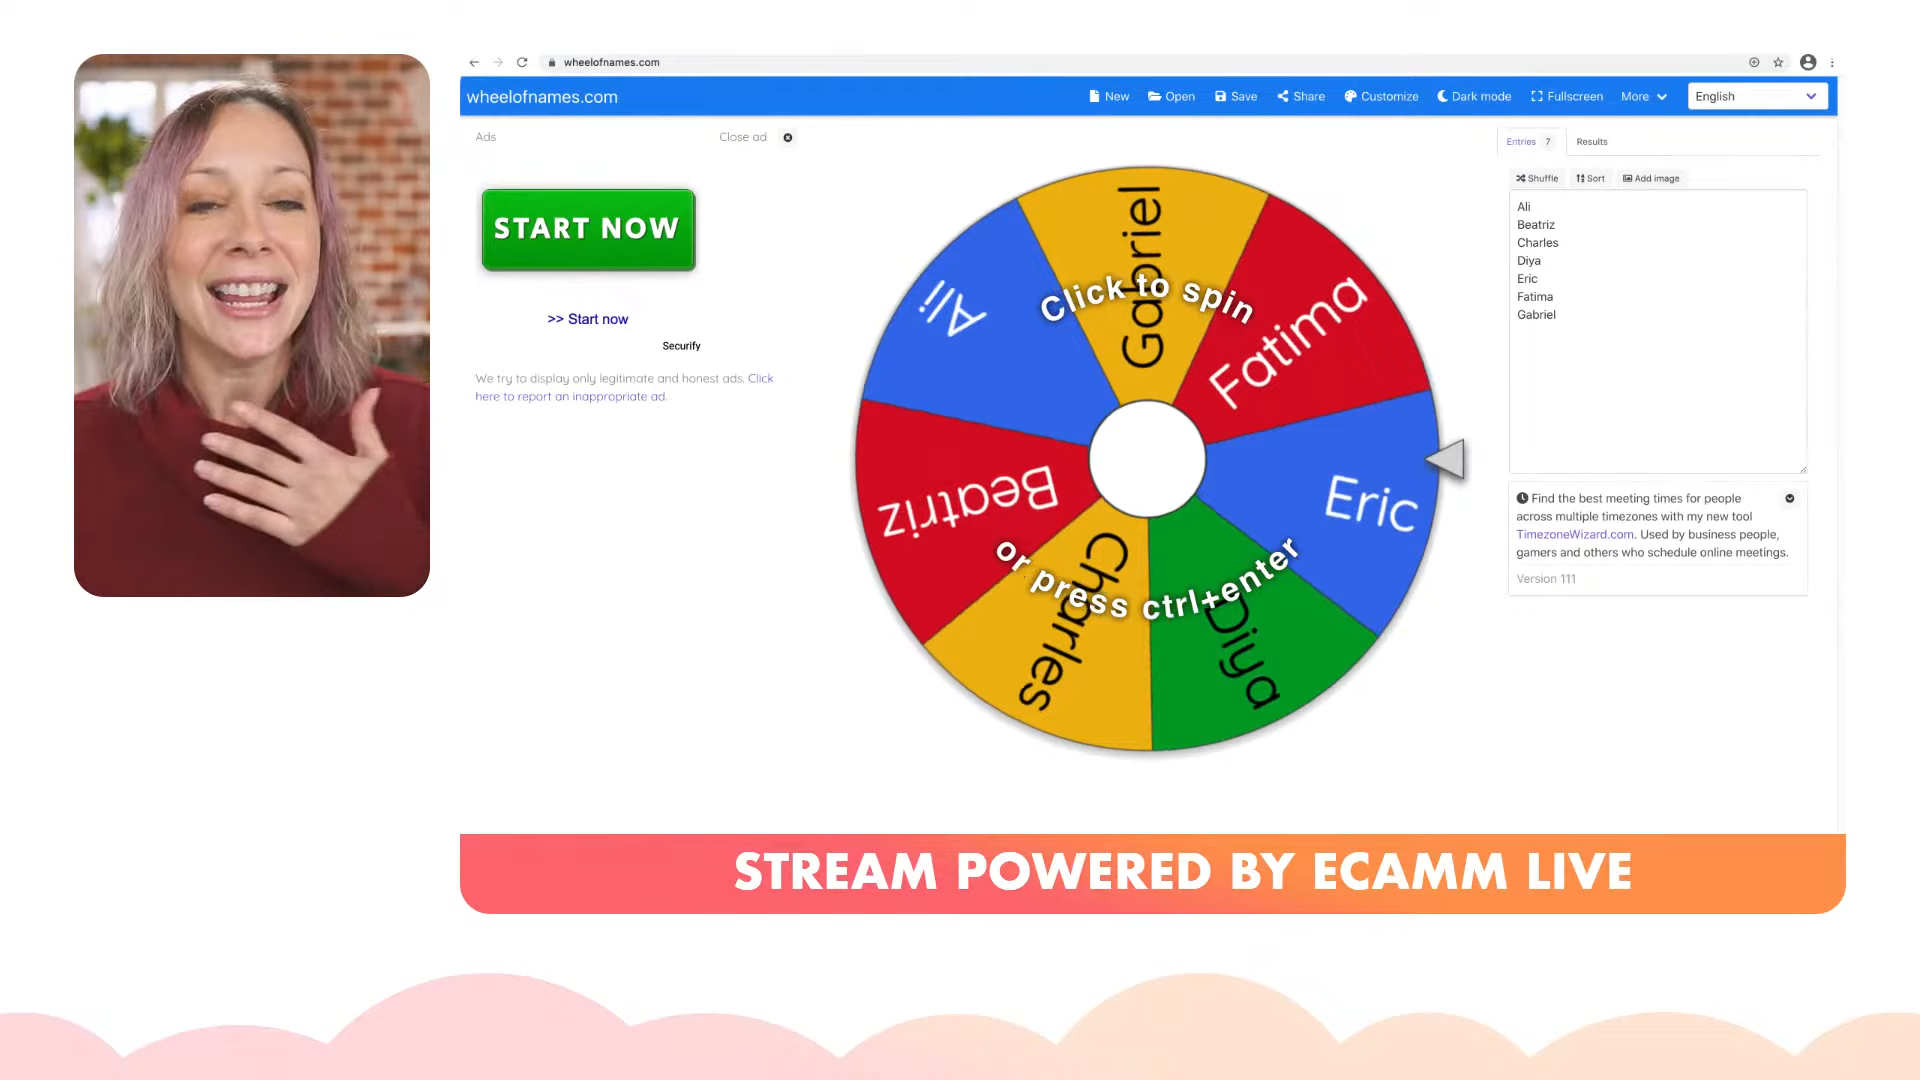 wheelofnames.com
wheelofnames.com
New
Open
Save
Share
Customize
Dark mode
Fullscreen
More
English
Ads
Close ad
START NOW
>> Start now
Securify
We try to display only legitimate and honest ads. Click
here to report an inappropriate ad.
Click to spin
or press ctrl+enter
Gabriel
Fatima
Eric
Diya
Charles
Beatriz
Ali
Entries 7
Results
Shuffle
Sort
Add image
Ali
Beatriz
Charles
Diya
Eric
Fatima
Gabriel
Find the best meeting times for people
across multiple timezones with my new tool
TimezoneWizard.com. Used by business people,
gamers and others who schedule online meetings.
Version 111
STREAM POWERED BY ECAMM LIVE